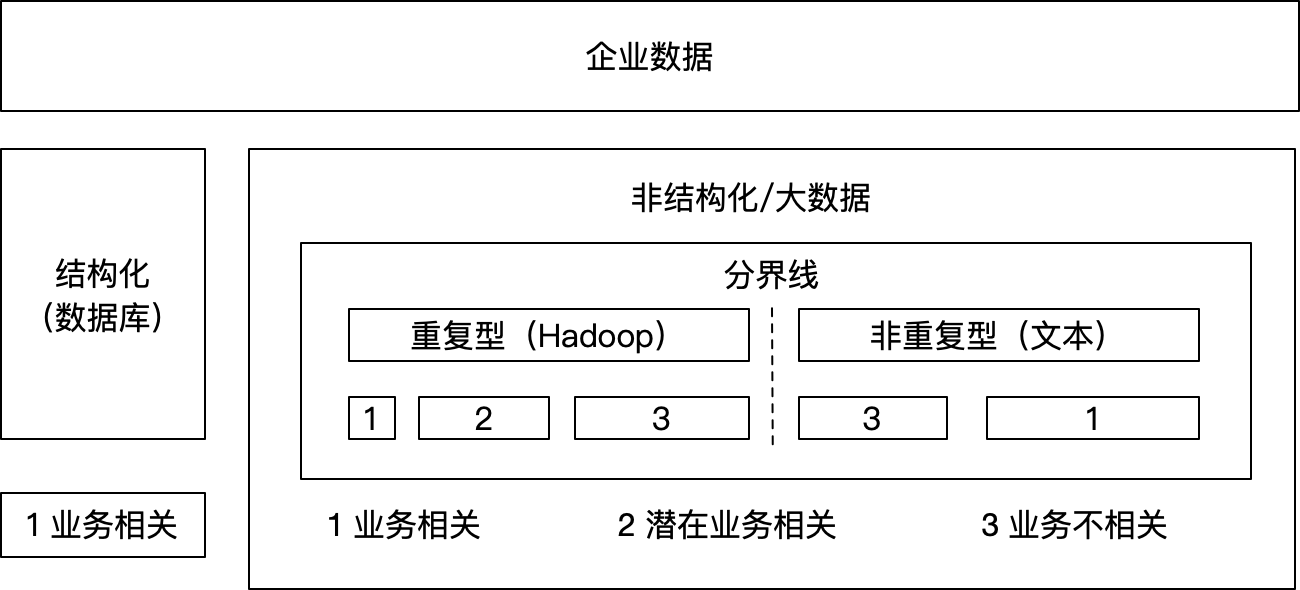 企业数据
结构化
（数据库）
1 业务相关
非结构化/大数据
分界线
重复型（Hadoop）
非重复型（文本）
1
2
3
3
1
1 业务相关
2 潜在业务相关
3 业务不相关